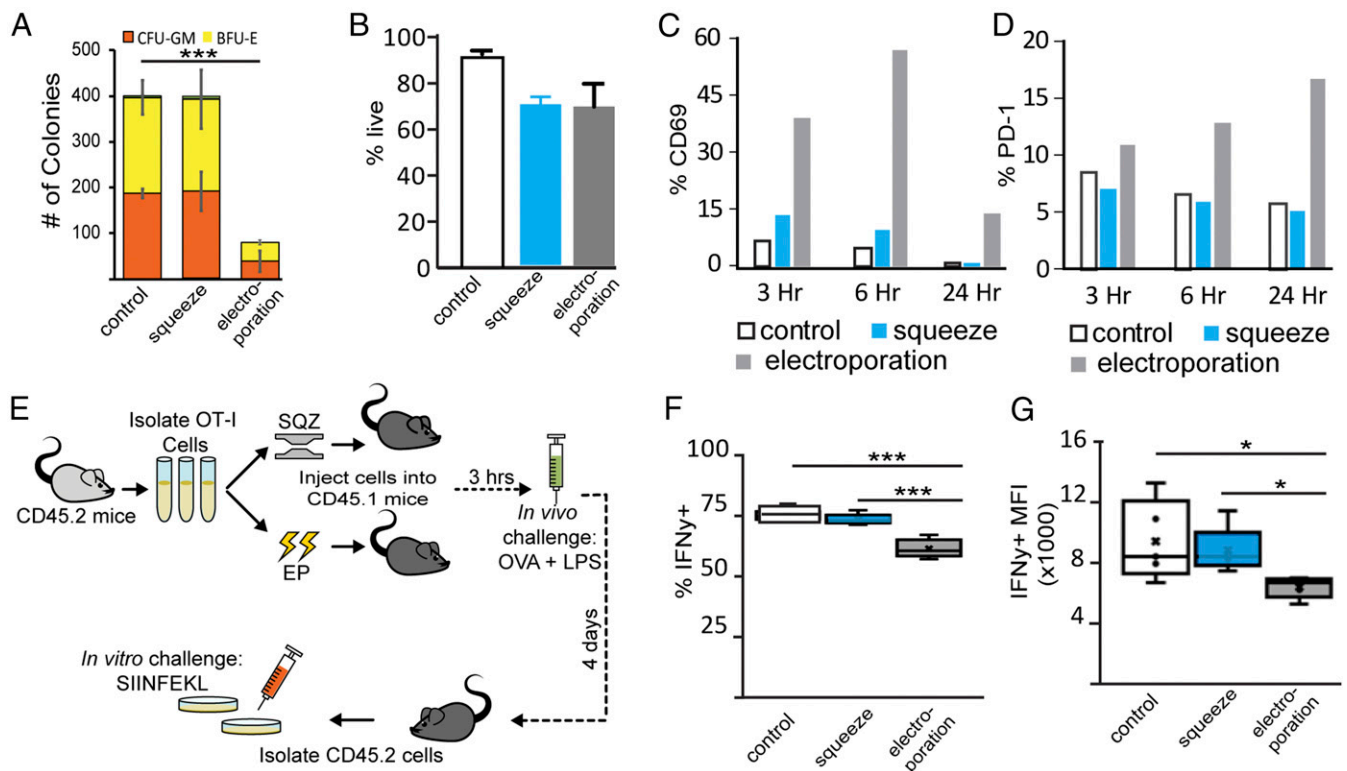 A
CFU-GM BFU-E
***
500
400
300
200
100
# of Colonies
control
squeeze
electro-
poration
B
100
80
60
40
20
0
% live
control
squeeze
electro-
poration
C
60
45
30
15
0
% CD69
3 Hr 6 Hr 24 Hr
control squeeze
electroporation
D
20
15
10
5
0
% PD-1
3 Hr 6 Hr 24 Hr
control squeeze
electroporation
E
Isolate OT-I
Cells
CD45.2 mice
SQZ
EP
Inject cells into
CD45.1 mice
3 hrs
In vivo
challenge:
OVA + LPS
4 days
Isolate CD45.2 cells
In vitro challenge:
SIINFEKL
F
100
75
50
25
% IFNy+
***
***
control
squeeze
electro-
poration
G
16
12
8
4
IFNy+ MFI
(x1000)
*
*
control
squeeze
electro-
poration